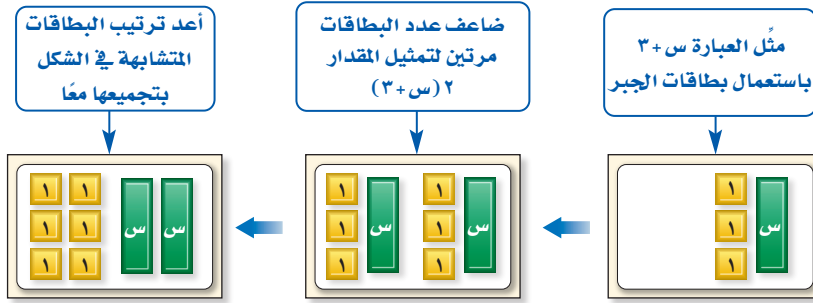 مثِّل العبارة س+٣
باستعمال بطاقات الجبر
ضاعف عدد البطاقات
مرتين لتمثيل المقدار
٢(س+٣)
أعد ترتيب البطاقات
المتشابهة في الشكل
بتجميعها معًا
س ١
١
١
س ١ س ١
١ ١
١ ١
س س ١ ١
١ ١
١ ١